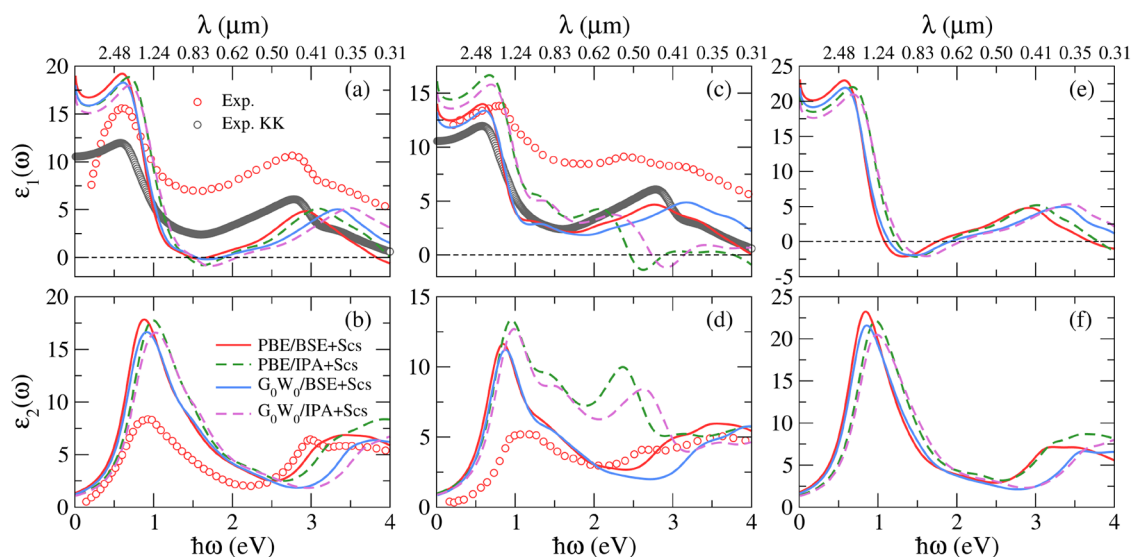 λ (μm)
λ (μm)
λ (μm)
2.48 1.24 0.83 0.62 0.50 0.41 0.35 0.31
2.48 1.24 0.83 0.62 0.50 0.41 0.35 0.31
2.48 1.24 0.83 0.62 0.50 0.41 0.35 0.31
ε₁(ω)
20
15
10
5
0
(a)
Exp.
Exp. KK
15
10
5
0
(c)
25
20
15
10
5
0
-5
(e)
ε₂(ω)
20
15
10
5
0
(b)
PBE/BSE+Scs
PBE/IPA+Scs
G₀W₀/BSE+Scs
G₀W₀/IPA+Scs
15
10
5
0
(d)
25
20
15
10
5
0
(f)
0 1 2 3 4
0 1 2 3 4
0 1 2 3 4
ħω (eV)
ħω (eV)
ħω (eV)